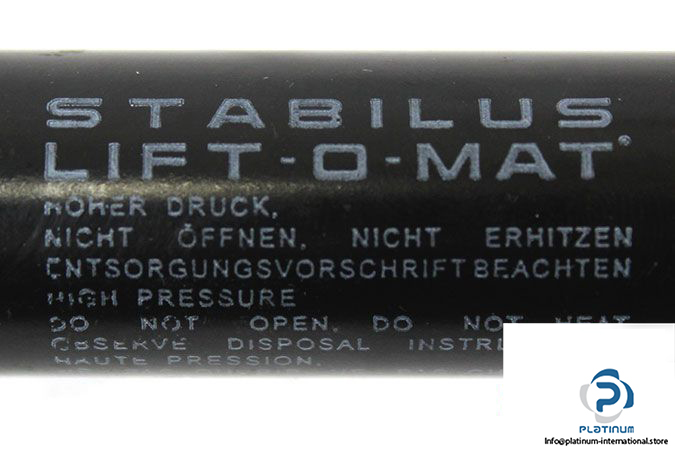 STABILUS
LIFT-O-MAT®
HOHER DRUCK,
NICHT ÖFFNEN, NICHT ERHITZEN
ENTSORGUNGSVORSCHRIFT BEACHTEN
HIGH PRESSURE
DO NOT OPEN, DO NOT HEAT
OBSERVE DISPOSAL
HAUTE PRESSION.
PLATINUM
info@platinum-international.store